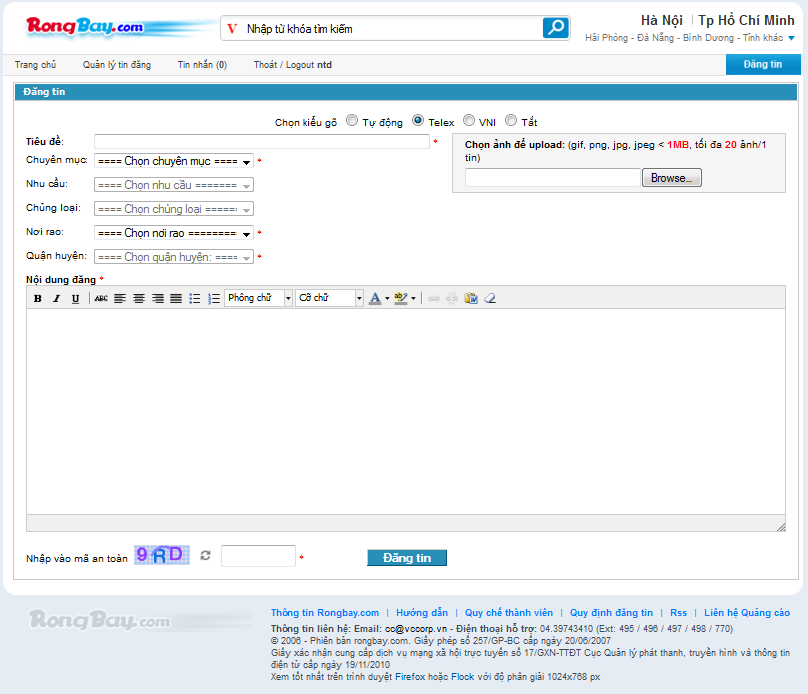 RongBay.com
V Nhập từ khóa tìm kiếm
Hà Nội | Tp Hồ Chí Minh
Hải Phòng - Đà Nẵng - Bình Dương - Tỉnh khác
Trang chủ Quản lý tin đăng Tin nhắn (0) Thoát / Logout ntd Đăng tin
Đăng tin
Chọn kiểu gõ Tự động Telex VNI Tắt
Tiêu đề: *
Chuyên mục: ==== Chọn chuyên mục ==== *
Nhu cầu: ==== Chọn nhu cầu =======
Chủng loại: ==== Chọn chủng loại ======
Nơi rao: ==== Chọn nơi rao ======== *
Quận huyện: ==== Chọn quận huyện: ==== *
Chọn ảnh để upload: (gif, png, jpg, jpeg < 1MB, tối đa 20 ảnh/1
tin)
Browse...
Nội dung đăng *
B I U ABC Phông chữ Cỡ chữ A ab
Nhập vào mã an toàn 9RD * Đăng tin
RongBay.com
Thông tin Rongbay.com | Hướng dẫn | Quy chế thành viên | Quy định đăng tin | Rss | Liên hệ Quảng cáo
Thông tin liên hệ: Email: cc@vccorp.vn - Điện thoại hỗ trợ: 04.39743410 (Ext: 495 / 496 / 497 / 498 / 770)
© 2006 - Phiên bản rongbay.com. Giấy phép số 257/GP-BC cấp ngày 20/06/2007
Giấy xác nhận cung cấp dịch vụ mạng xã hội trực tuyến số 17/GXN-TTĐT Cục Quản lý phát thanh, truyền hình và thông tin
điện tử cấp ngày 19/11/2010
Xem tốt nhất trên trình duyệt Firefox hoặc Flock với độ phân giải 1024x768 px